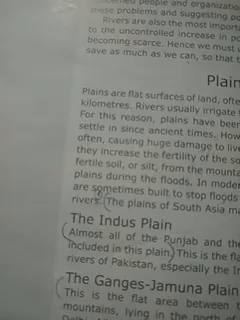 people and organizatio
these problems and suggesting po
Rivers are also the most import
to the uncontrolled increase in po
becoming scarce. Hence we must u
save as much as we can, so that t
Plain
Plains are flat surfaces of land, ofte
kilometres. Rivers usually irrigate
For this reason, plains have been
settle in since ancient times. How
often, causing huge damage to live
they increase the fertility of the so
fertile soil, or silt, from the mounta
plains during the floods. In moder
are sometimes built to stop floods
rivers. The plains of South Asia ma
The Indus Plain
Almost all of the Punjab and the
included in this plain. This is the fla
rivers of Pakistan, especially the In
The Ganges-Jamuna Plain
This is the flat area between t
mountains, lying in the north of